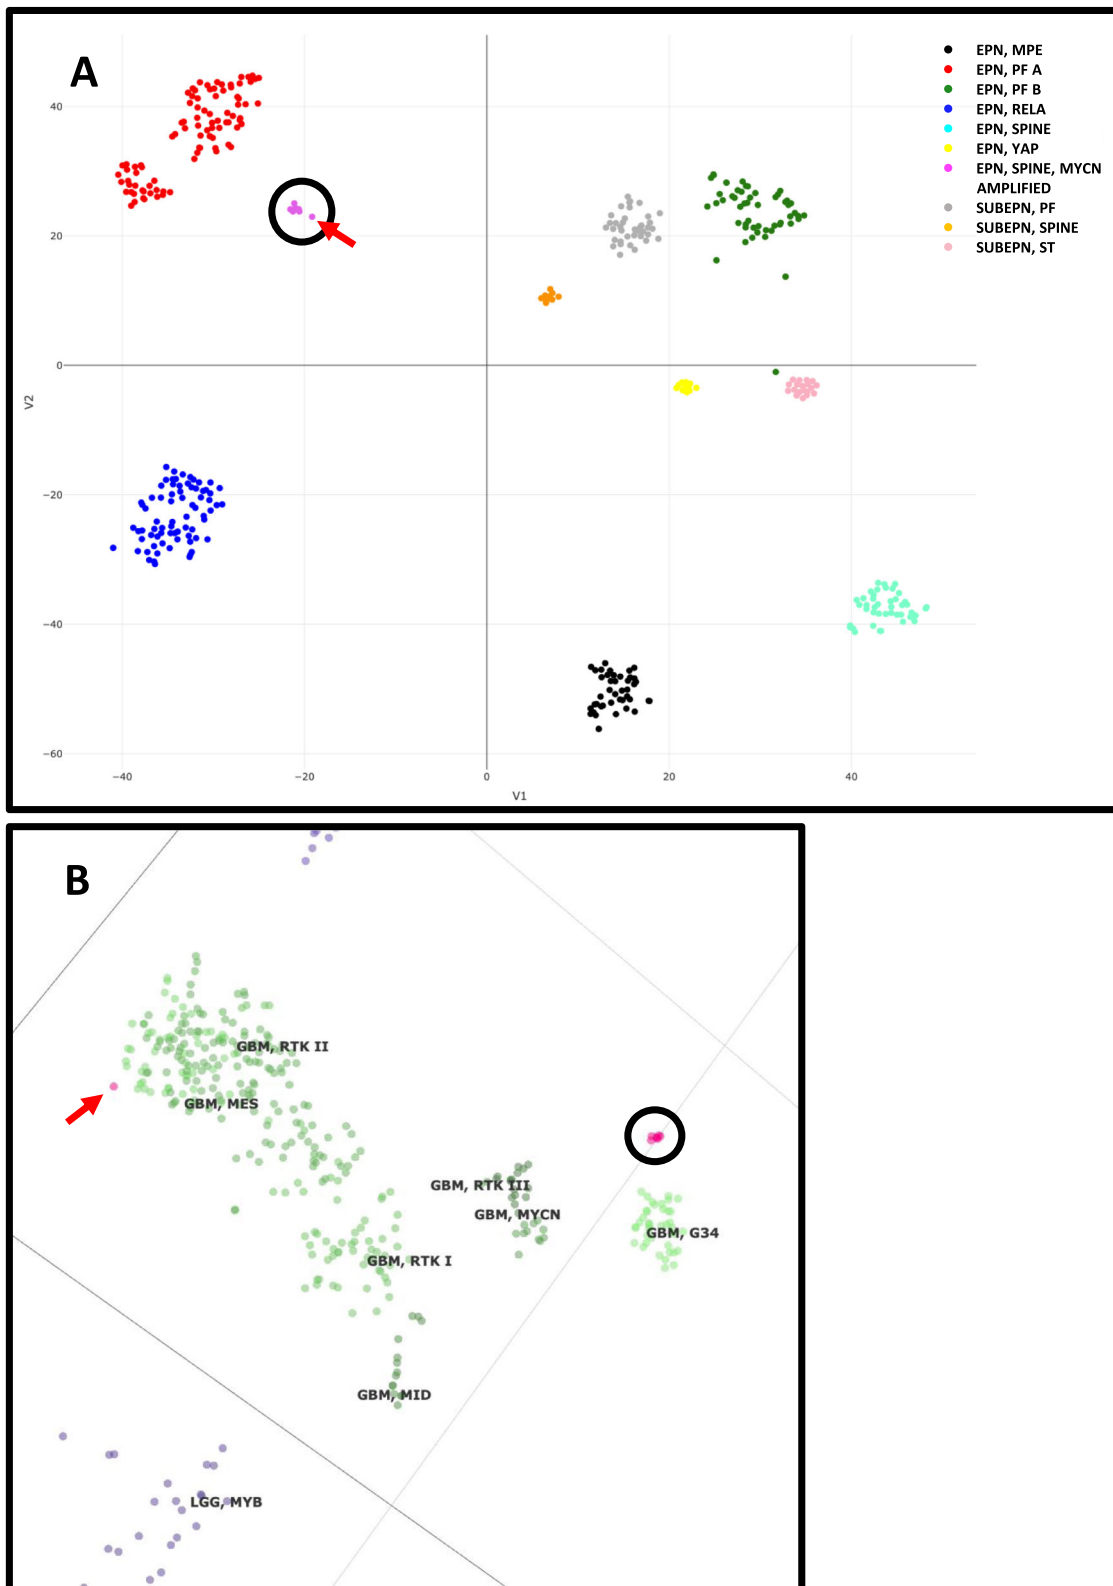 A
EPN, MPE
EPN, PF A
EPN, PF B
EPN, RELA
EPN, SPINE
EPN, YAP
EPN, SPINE, MYCN
AMPLIFIED
SUBEPN, PF
SUBEPN, SPINE
SUBEPN, ST
40
20
0
−20
−40
−60
V2
−40
−20
0
20
40
V1
B
GBM, RTK II
GBM, MES
GBM, RTK III
GBM, MYCN
GBM, G34
GBM, RTK I
GBM, MID
LGG, MYB